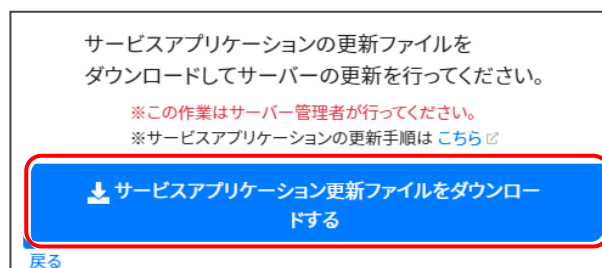 サービスアプリケーションの更新ファイルを
ダウンロードしてサーバーの更新を行ってください。
※この作業はサーバー管理者が行ってください。
※サービスアプリケーションの更新手順は こちら
サービスアプリケーション更新ファイルをダウンロー
ドする
戻る